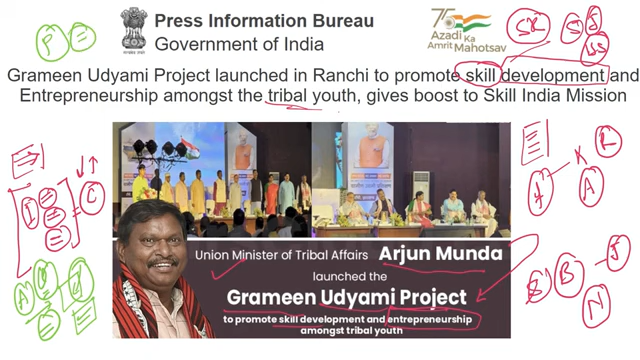 Press Information Bureau
Government of India
75
Azadi Ka
Amrit Mahotsav
Grameen Udyami Project launched in Ranchi to promote skill development and
Entrepreneurship amongst the tribal youth, gives boost to Skill India Mission
Union Minister of Tribal Affairs Arjun Munda
launched the
Grameen Udyami Project
to promote skill development and entrepreneurship
amongst tribal youth
P
SK
I
C
A
K
R
A
B
J
N